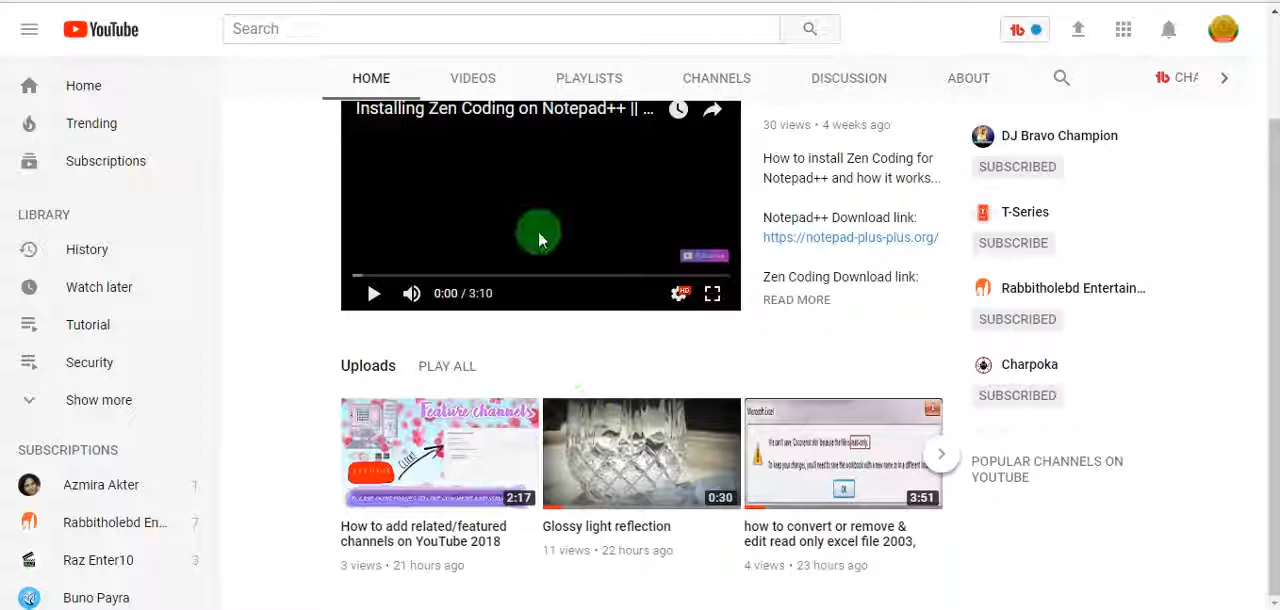 YouTube
Search
Home
Trending
Subscriptions
LIBRARY
History
Watch later
Tutorial
Security
Show more
SUBSCRIPTIONS
Azmira Akter 1
Rabbitholebd En... 7
Raz Enter10 3
Buno Payra
HOME VIDEOS PLAYLISTS CHANNELS DISCUSSION ABOUT CHA
Installing Zen Coding on Notepad++ || ...
0:00 / 3:10
HD
30 views • 4 weeks ago
How to install Zen Coding for
Notepad++ and how it works...
Notepad++ Download link:
https://notepad-plus-plus.org/
Zen Coding Download link:
READ MORE
Uploads PLAY ALL
Feature channels
CLICK
2:17
How to add related/featured
channels on YouTube 2018
3 views • 21 hours ago
0:30
Glossy light reflection
11 views • 22 hours ago
Microsoft Excel
OK
3:51
how to convert or remove &
edit read only excel file 2003,
4 views • 23 hours ago
DJ Bravo Champion
SUBSCRIBED
T-Series
SUBSCRIBE
Rabbitholebd Entertain...
SUBSCRIBED
Charpoka
SUBSCRIBED
POPULAR CHANNELS ON
YOUTUBE